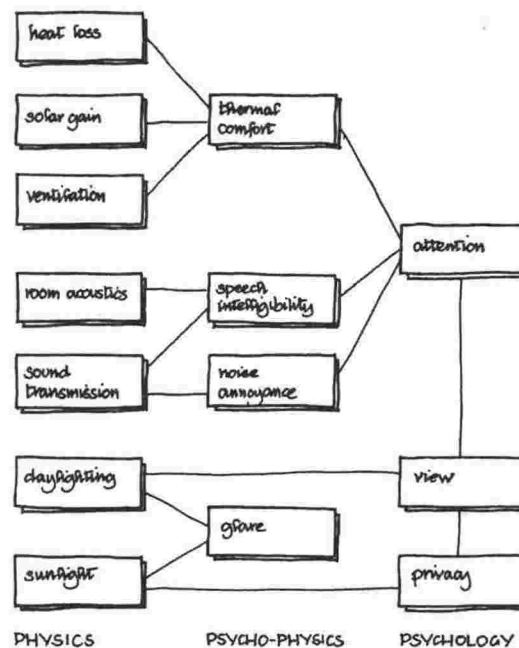 heat loss
solar gain
thermal
comfort
ventilation
attention
room acoustics
speech
intelligibility
sound
transmission
noise
annoyance
daylighting
view
glare
sunlight
privacy
PHYSICS
PSYCHO-PHYSICS
PSYCHOLOGY